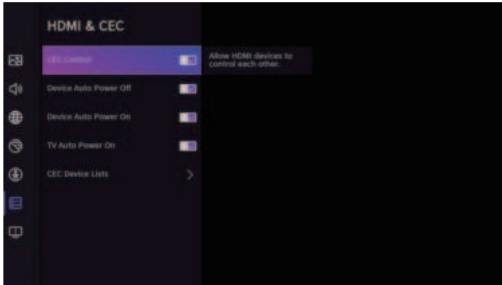 HDMI & CEC
CEC Control
Allow HDMI devices to
control each other.
Device Auto Power Off
Device Auto Power On
TV Auto Power On
CEC Device Lists